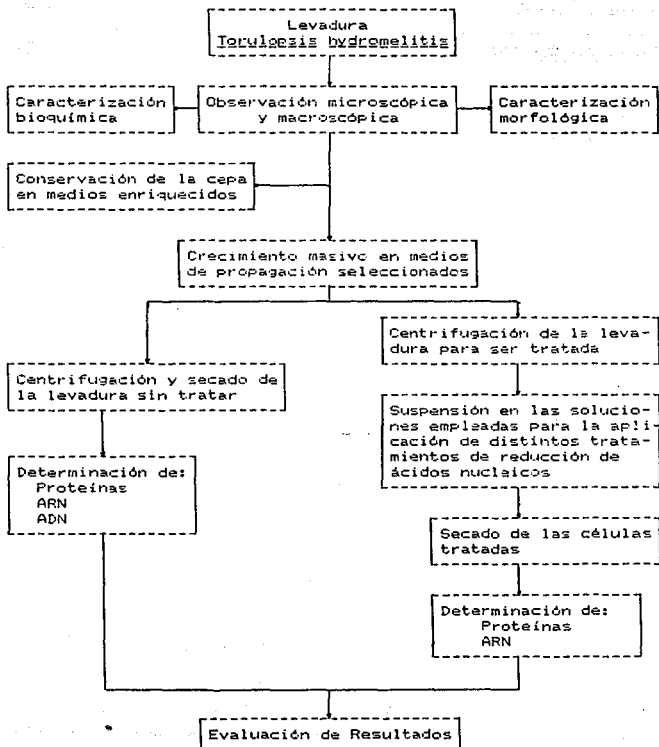 Levadura
Torulopsis hydromelitis
Caracterización
bioquímica
Observación microscópica
y macroscópica
Caracterización
morfológica
Conservación de la cepa
en medios enriquecidos
Crecimiento masivo en medios
de propagación seleccionados
Centrifugación y secado de
la levadura sin tratar
Determinación de:
Proteínas
ARN
ADN
Centrifugación de la leva-
dura para ser tratada
Suspensión en las solucio-
nes empleadas para la apli-
cación de distintos trata-
mientos de reducción de
ácidos nucleicos
Secado de las células
tratadas
Determinación de:
Proteínas
ARN
Evaluación de Resultados